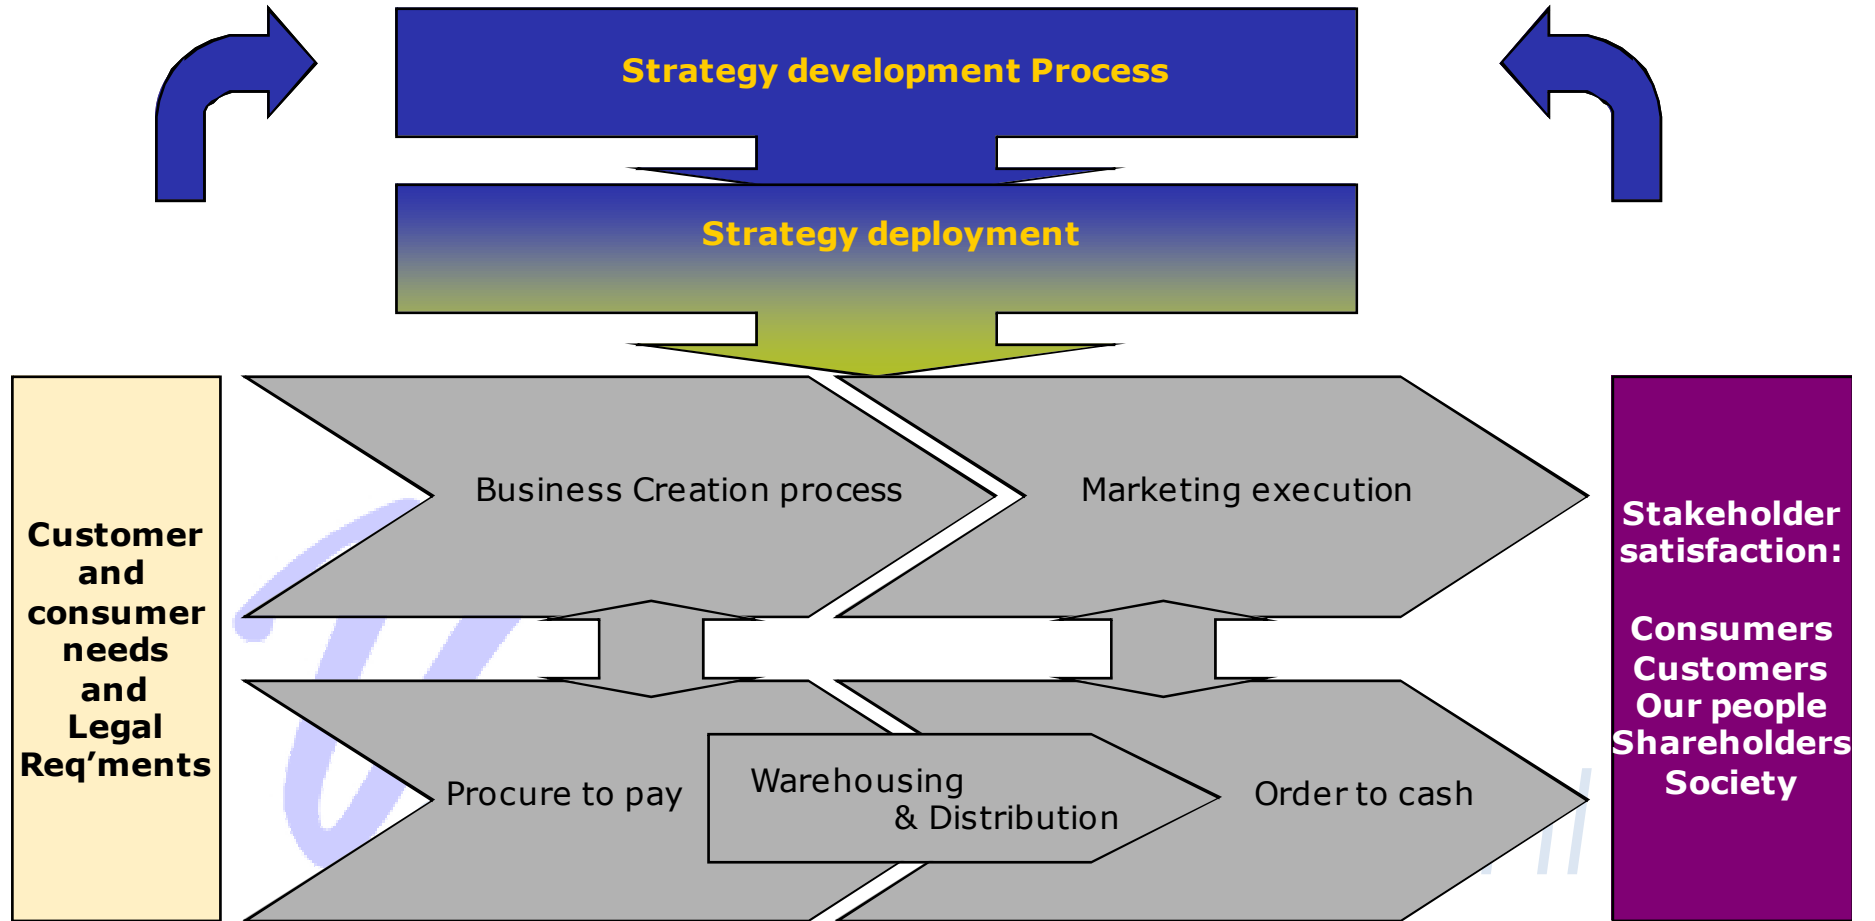 Strategy development Process
Strategy deployment
Customer
and
consumer
needs
and
Legal
Req’ments
Business Creation process
Marketing execution
Procure to pay
Warehousing
& Distribution
Order to cash
Stakeholder
satisfaction:
Consumers
Customers
Our people
Shareholders
Society